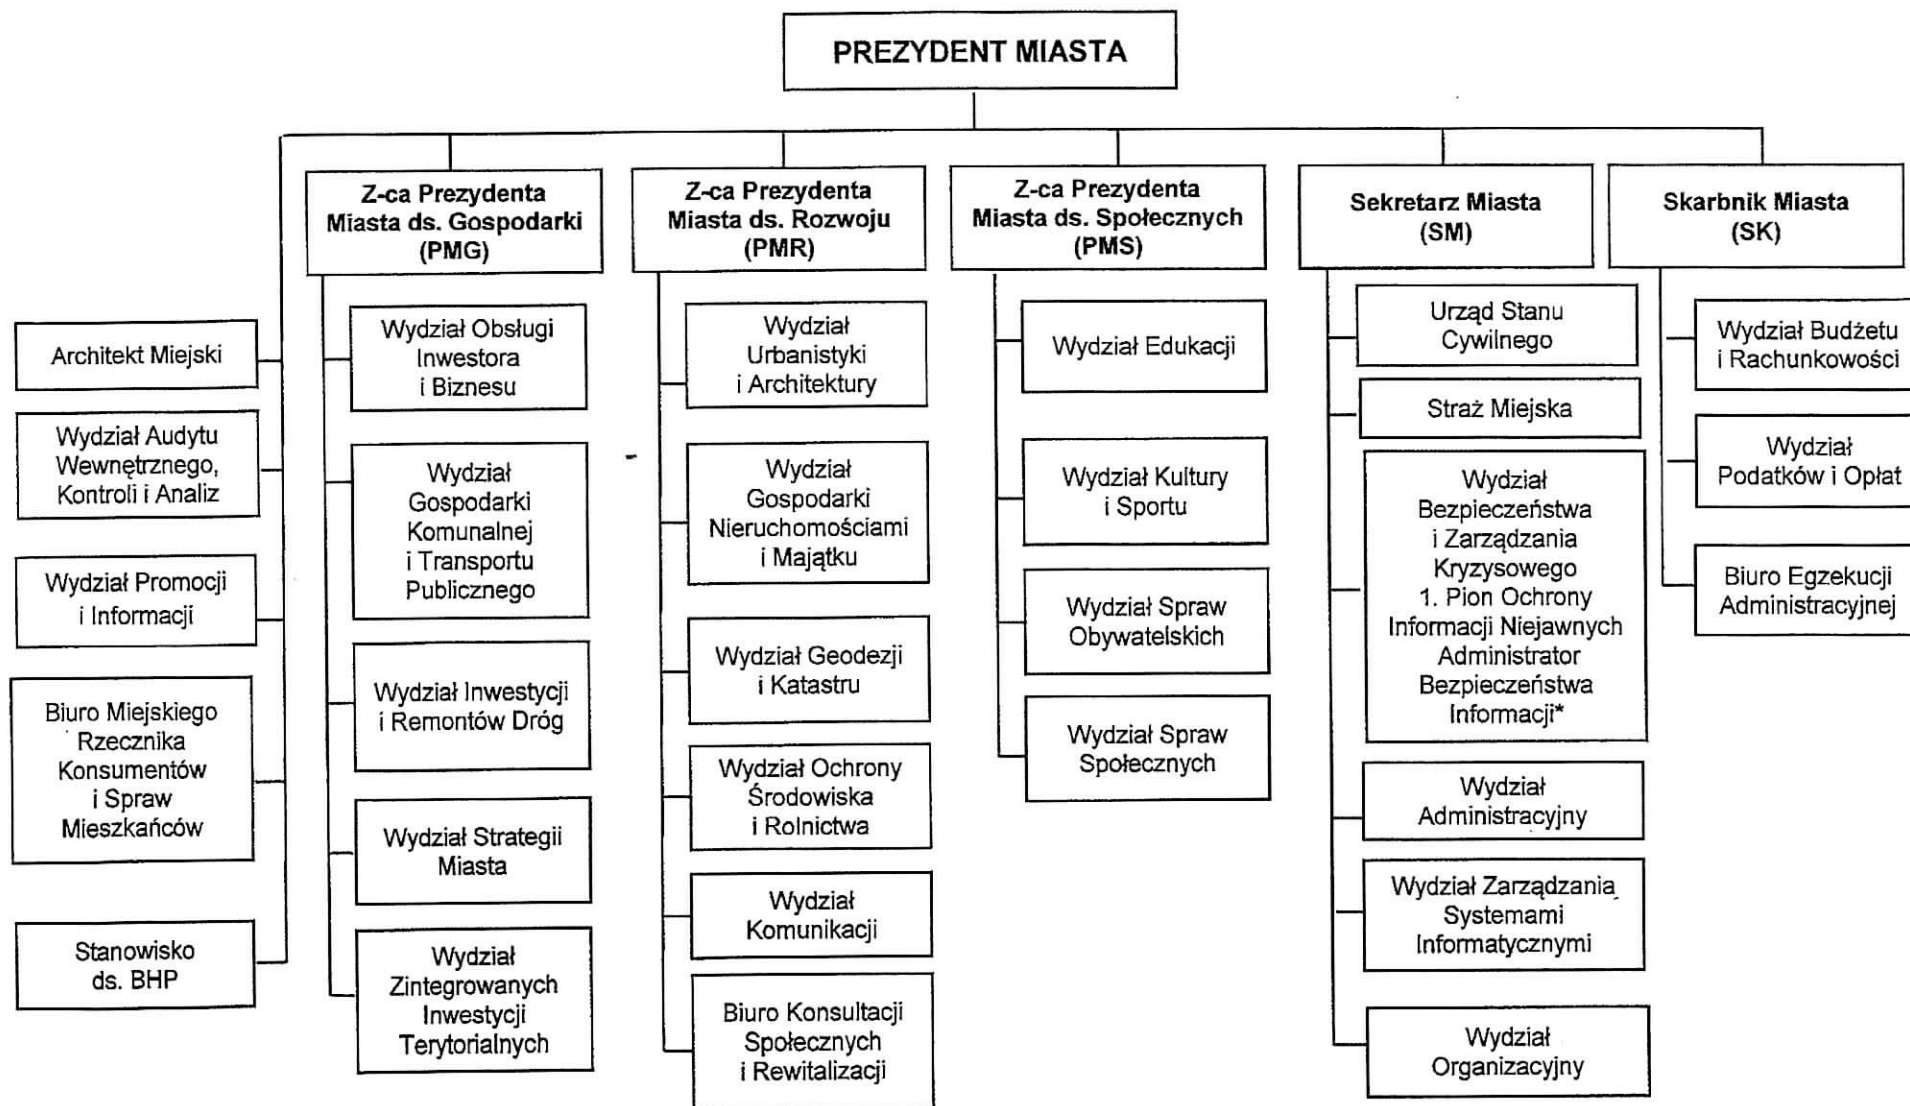 PREZYDENT MIASTA
Z-ca Prezydenta
Miasta ds. Gospodarki
(PMG)
Z-ca Prezydenta
Miasta ds. Rozwoju
(PMR)
Z-ca Prezydenta
Miasta ds. Społecznych
(PMS)
Sekretarz Miasta
(SM)
Skarbnik Miasta
(SK)
Architekt Miejski
Wydział Audytu
Wewnętrznego,
Kontroli i Analiz
Wydział Promocji
i Informacji
Biuro Miejskiego
Rzecznika
Konsumentów
i Spraw
Mieszkańców
Stanowisko
ds. BHP
Wydział Obsługi
Inwestora
i Biznesu
Wydział
Gospodarki
Komunalnej
i Transportu
Publicznego
Wydział Inwestycji
i Remontów Dróg
Wydział Strategii
Miasta
Wydział
Zintegrowanych
Inwestycji
Terytorialnych
Wydział
Urbanistyki
i Architektury
Wydział
Gospodarki
Nieruchomościami
i Majątku
Wydział Geodezji
i Katastru
Wydział Ochrony
Środowiska
i Rolnictwa
Wydział
Komunikacji
Biuro Konsultacji
Społecznych
i Rewitalizacji
Wydział Edukacji
Wydział Kultury
i Sportu
Wydział Spraw
Obywatelskich
Wydział Spraw
Społecznych
Urząd Stanu
Cywilnego
Straż Miejska
Wydział
Bezpieczeństwa
i Zarządzania
Kryzysowego
1. Pion Ochrony
Informacji Niejawnych
Administrator
Bezpieczeństwa
Informacji*
Wydział
Administracyjny
Wydział Zarządzania
Systemami
Informatycznymi
Wydział
Organizacyjny
Wydział Budżetu
i Rachunkowości
Wydział
Podatków i Opłat
Biuro Egzekucji
Administracyjnej